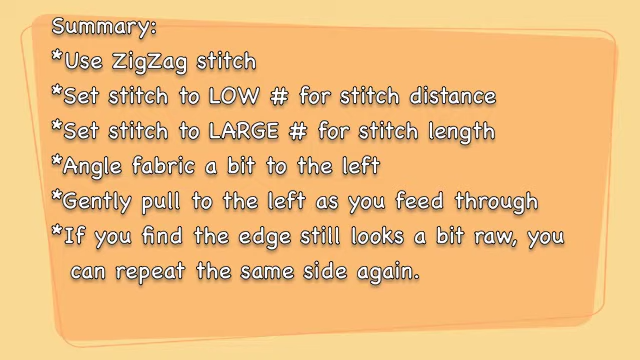 Summary:
*Use ZigZag stitch
*Set stitch to LOW # for stitch distance
*Set stitch to LARGE # for stitch length
*Angle fabric a bit to the left
*Gently pull to the left as you feed through
*If you find the edge still looks a bit raw, you
can repeat the same side again.